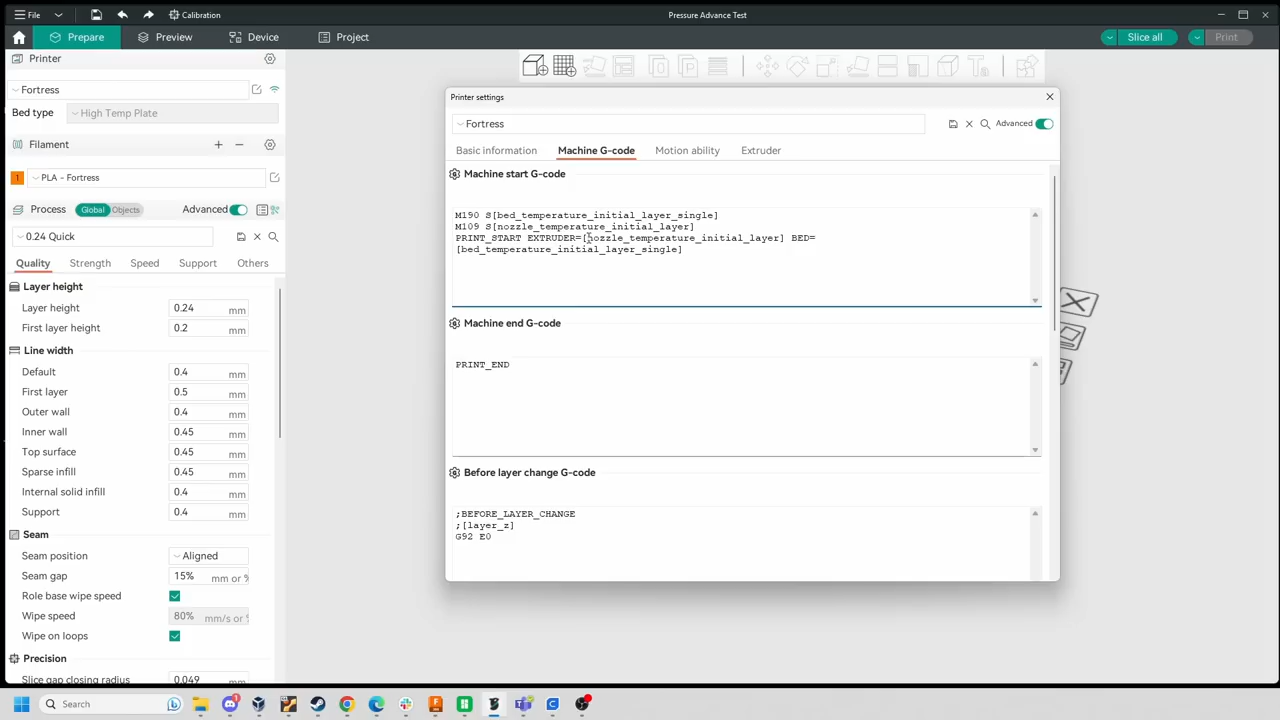 File
Calibration
Pressure Advance Test
Prepare
Preview
Device
Project
Slice all
Print
Printer
Fortress
Bed type
High Temp Plate
Filament
1
PLA - Fortress
Process
Global
Objects
Advanced
0.24 Quick
Quality
Strength
Speed
Support
Others
Layer height
Layer height 0.24 mm
First layer height 0.2 mm
Line width
Default 0.4 mm
First layer 0.5 mm
Outer wall 0.4 mm
Inner wall 0.45 mm
Top surface 0.45 mm
Sparse infill 0.45 mm
Internal solid infill 0.4 mm
Support 0.4 mm
Seam
Seam position Aligned
Seam gap 15% mm or %
Role base wipe speed
Wipe speed 80% mm/s or %
Wipe on loops
Precision
Slice gap closing radius 0.049 mm
Printer settings
Fortress
Advanced
Basic information
Machine G-code
Motion ability
Extruder
Machine start G-code
M190 S[bed_temperature_initial_layer_single]
M109 S[nozzle_temperature_initial_layer]
PRINT_START EXTRUDER=[nozzle_temperature_initial_layer] BED=
[bed_temperature_initial_layer_single]
Machine end G-code
PRINT_END
Before layer change G-code
;BEFORE_LAYER_CHANGE
;[layer_z]
G92 E0
Search